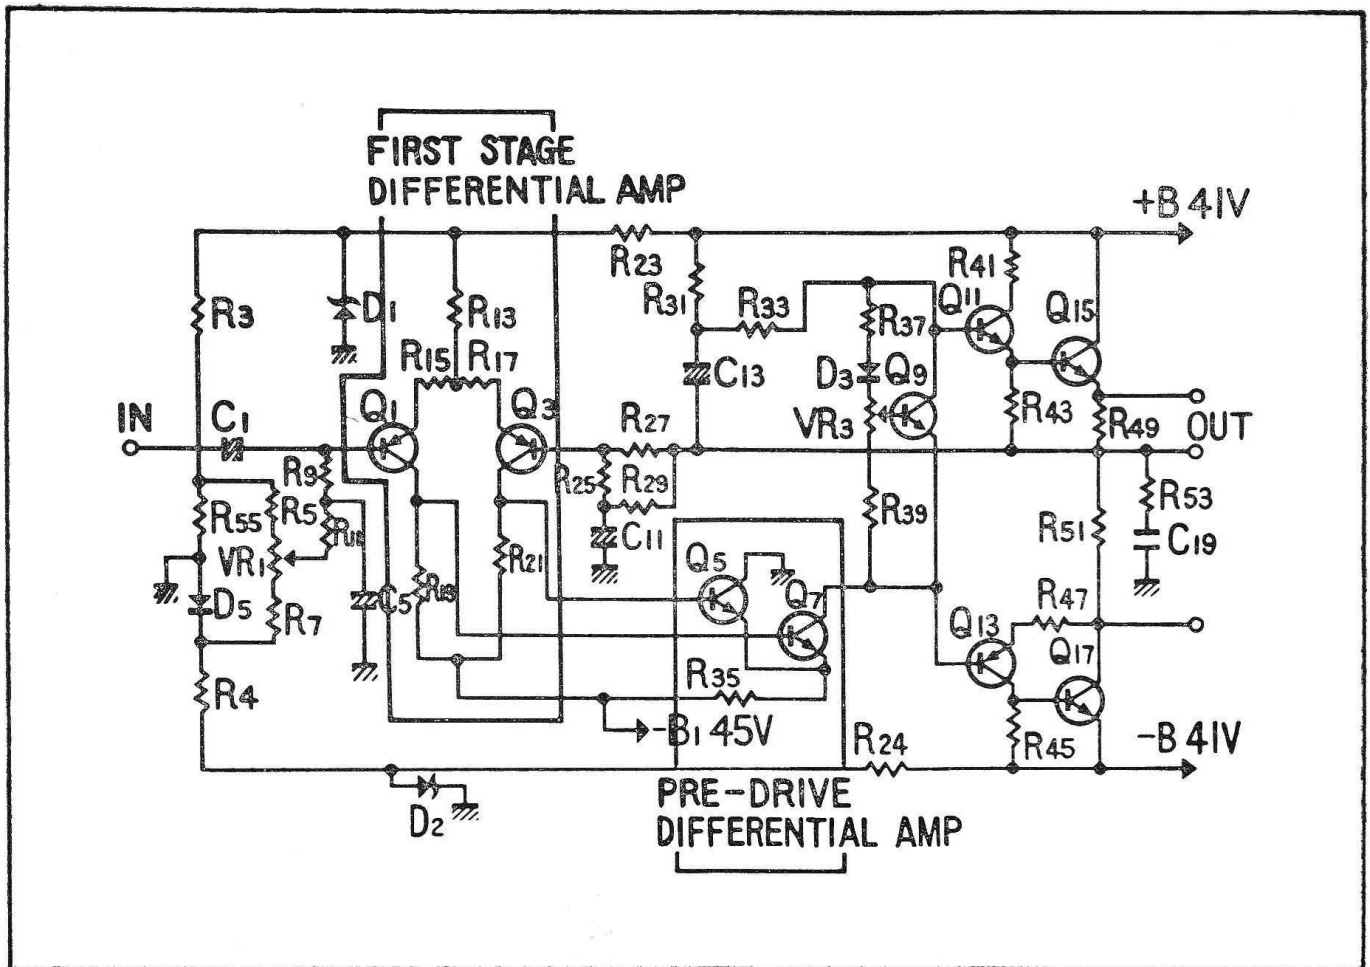 FIRST STAGE
DIFFERENTIAL AMP
+B 41V
R23
R41
R31
R33
Q11
Q15
R3
D1
R13
R37
R15
R17
C13
D3
Q9
IN
C1
Q1
Q3
R27
VR3
R43
R49
OUT
R9
R25
R29
R53
R55
R5
R11
C11
R39
R51
C19
VR1
R21
Q5
D5
C5
R19
Q7
R47
R7
Q13
Q17
R4
R35
-B1 45V
R24
R45
-B 41V
D2
PRE-DRIVE
DIFFERENTIAL AMP